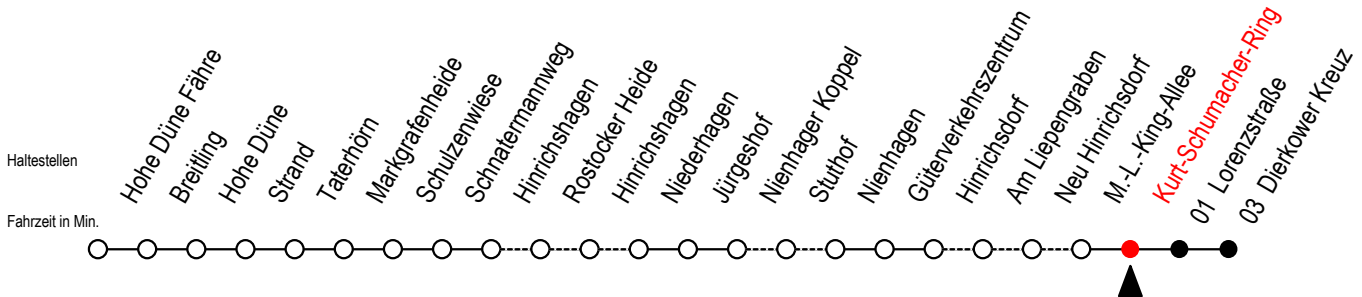 Haltestellen
Hohe Düne Fähre
Breitling
Hohe Düne
Strand
Taterhörn
Markgrafenheide
Schulzenwiese
Schnatermannweg
Hinrichshagen
Rostocker Heide
Hinrichshagen
Niederhagen
Jürgeshof
Nienhager Koppel
Stuthof
Nienhagen
Güterverkehrszentrum
Hinrichsdorf
Am Liepengraben
Neu Hinrichsdorf
M.-L.-King-Allee
Kurt-Schumacher-Ring
01 Lorenzstraße
03 Dierkower Kreuz
Fahrzeit in Min.